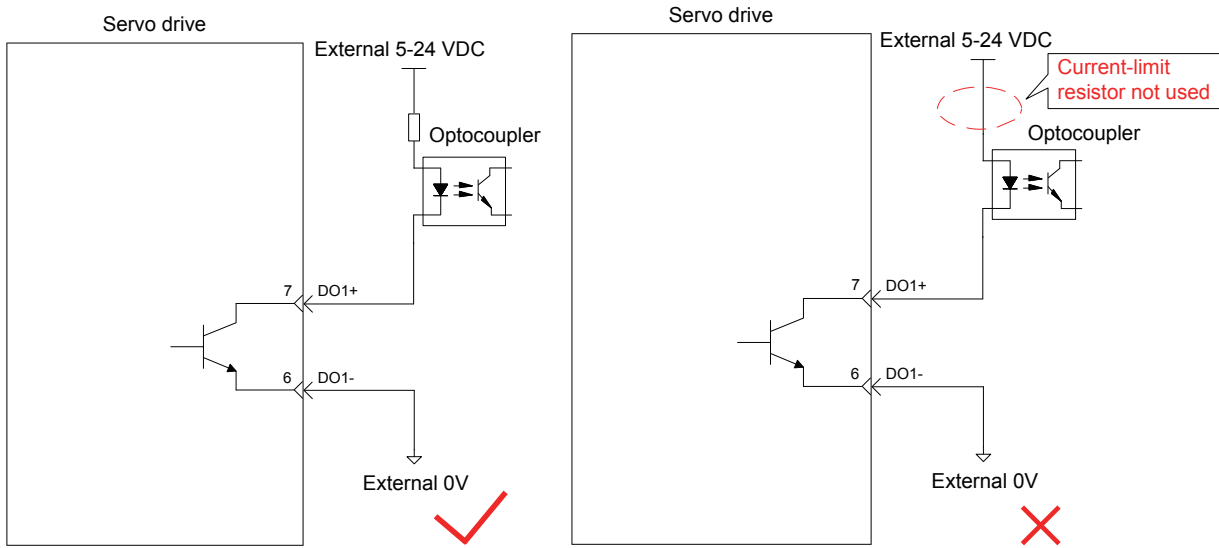 Servo drive
External 5-24 VDC
Optocoupler
7
DO1+
6
DO1-
External 0V
Servo drive
External 5-24 VDC
Current-limit
resistor not used
Optocoupler
7
DO1+
6
DO1-
External 0V